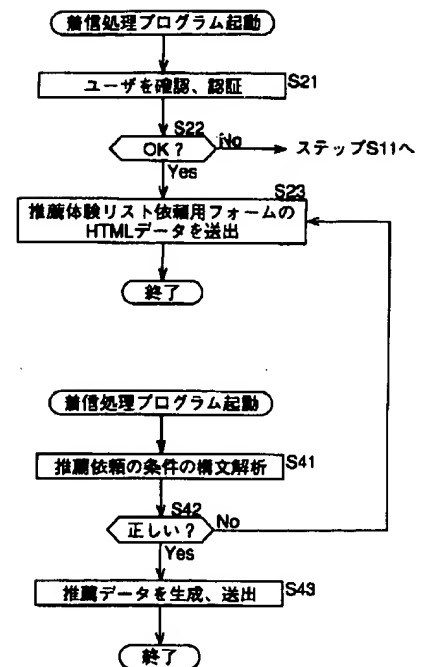 着信処理プログラム起動
S21
ユーザを確認、認証
S22
OK?
No
ステップS11へ
Yes
S23
推薦体験リスト依頼用フォームの
HTMLデータを送出
終了
着信処理プログラム起動
推薦依頼の条件の構文解析
S41
S42
正しい?
No
Yes
推薦データを生成、送出
S43
終了